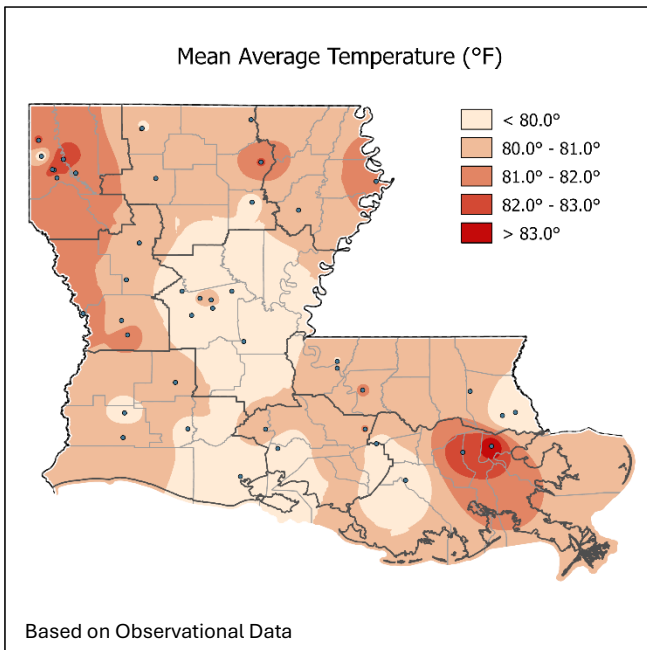 Mean Average Temperature (°F)
< 80.0°
80.0° - 81.0°
81.0° - 82.0°
82.0° - 83.0°
> 83.0°
Based on Observational Data